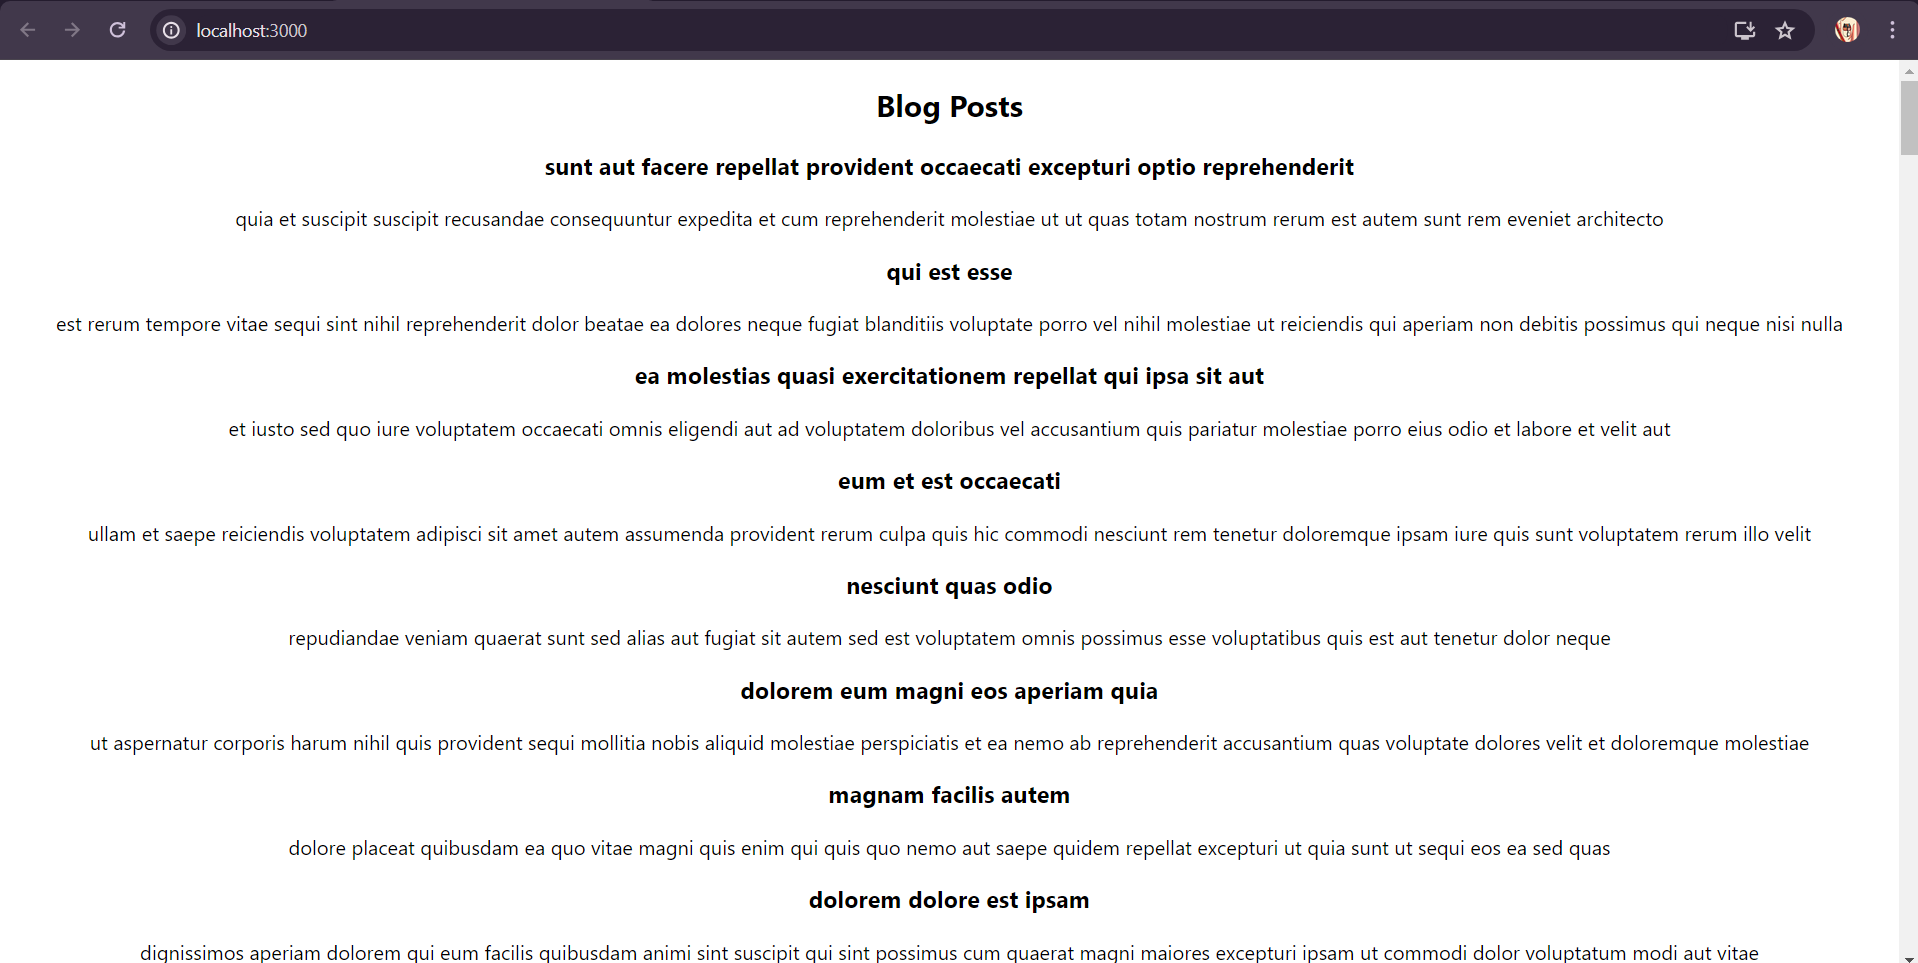 localhost:3000
Blog Posts
sunt aut facere repellat provident occaecati excepturi optio reprehenderit
quia et suscipit suscipit recusandae consequuntur expedita et cum reprehenderit molestiae ut ut quas totam nostrum rerum est autem sunt rem eveniet architecto
qui est esse
est rerum tempore vitae sequi sint nihil reprehenderit dolor beatae ea dolores neque fugiat blanditiis voluptate porro vel nihil molestiae ut reiciendis qui aperiam non debitis possimus qui neque nisi nulla
ea molestias quasi exercitationem repellat qui ipsa sit aut
et iusto sed quo iure voluptatem occaecati omnis eligendi aut ad voluptatem doloribus vel accusantium quis pariatur molestiae porro eius odio et labore et velit aut
eum et est occaecati
ullam et saepe reiciendis voluptatem adipisci sit amet autem assumenda provident rerum culpa quis hic commodi nesciunt rem tenetur doloremque ipsam iure quis sunt voluptatem rerum illo velit
nesciunt quas odio
repudiandae veniam quaerat sunt sed alias aut fugiat sit autem sed est voluptatem omnis possimus esse voluptatibus quis est aut tenetur dolor neque
dolorem eum magni eos aperiam quia
ut aspernatur corporis harum nihil quis provident sequi mollitia nobis aliquid molestiae perspiciatis et ea nemo ab reprehenderit accusantium quas voluptate dolores velit et doloremque molestiae
magnam facilis autem
dolore placeat quibusdam ea quo vitae magni quis enim qui quis quo nemo aut saepe quidem repellat excepturi ut quia sunt ut sequi eos ea sed quas
dolorem dolore est ipsam
dignissimos aperiam dolorem qui eum facilis quibusdam animi sint suscipit qui sint possimus cum quaerat magni maiores excepturi ipsam ut commodi dolor voluptatum modi aut vitae